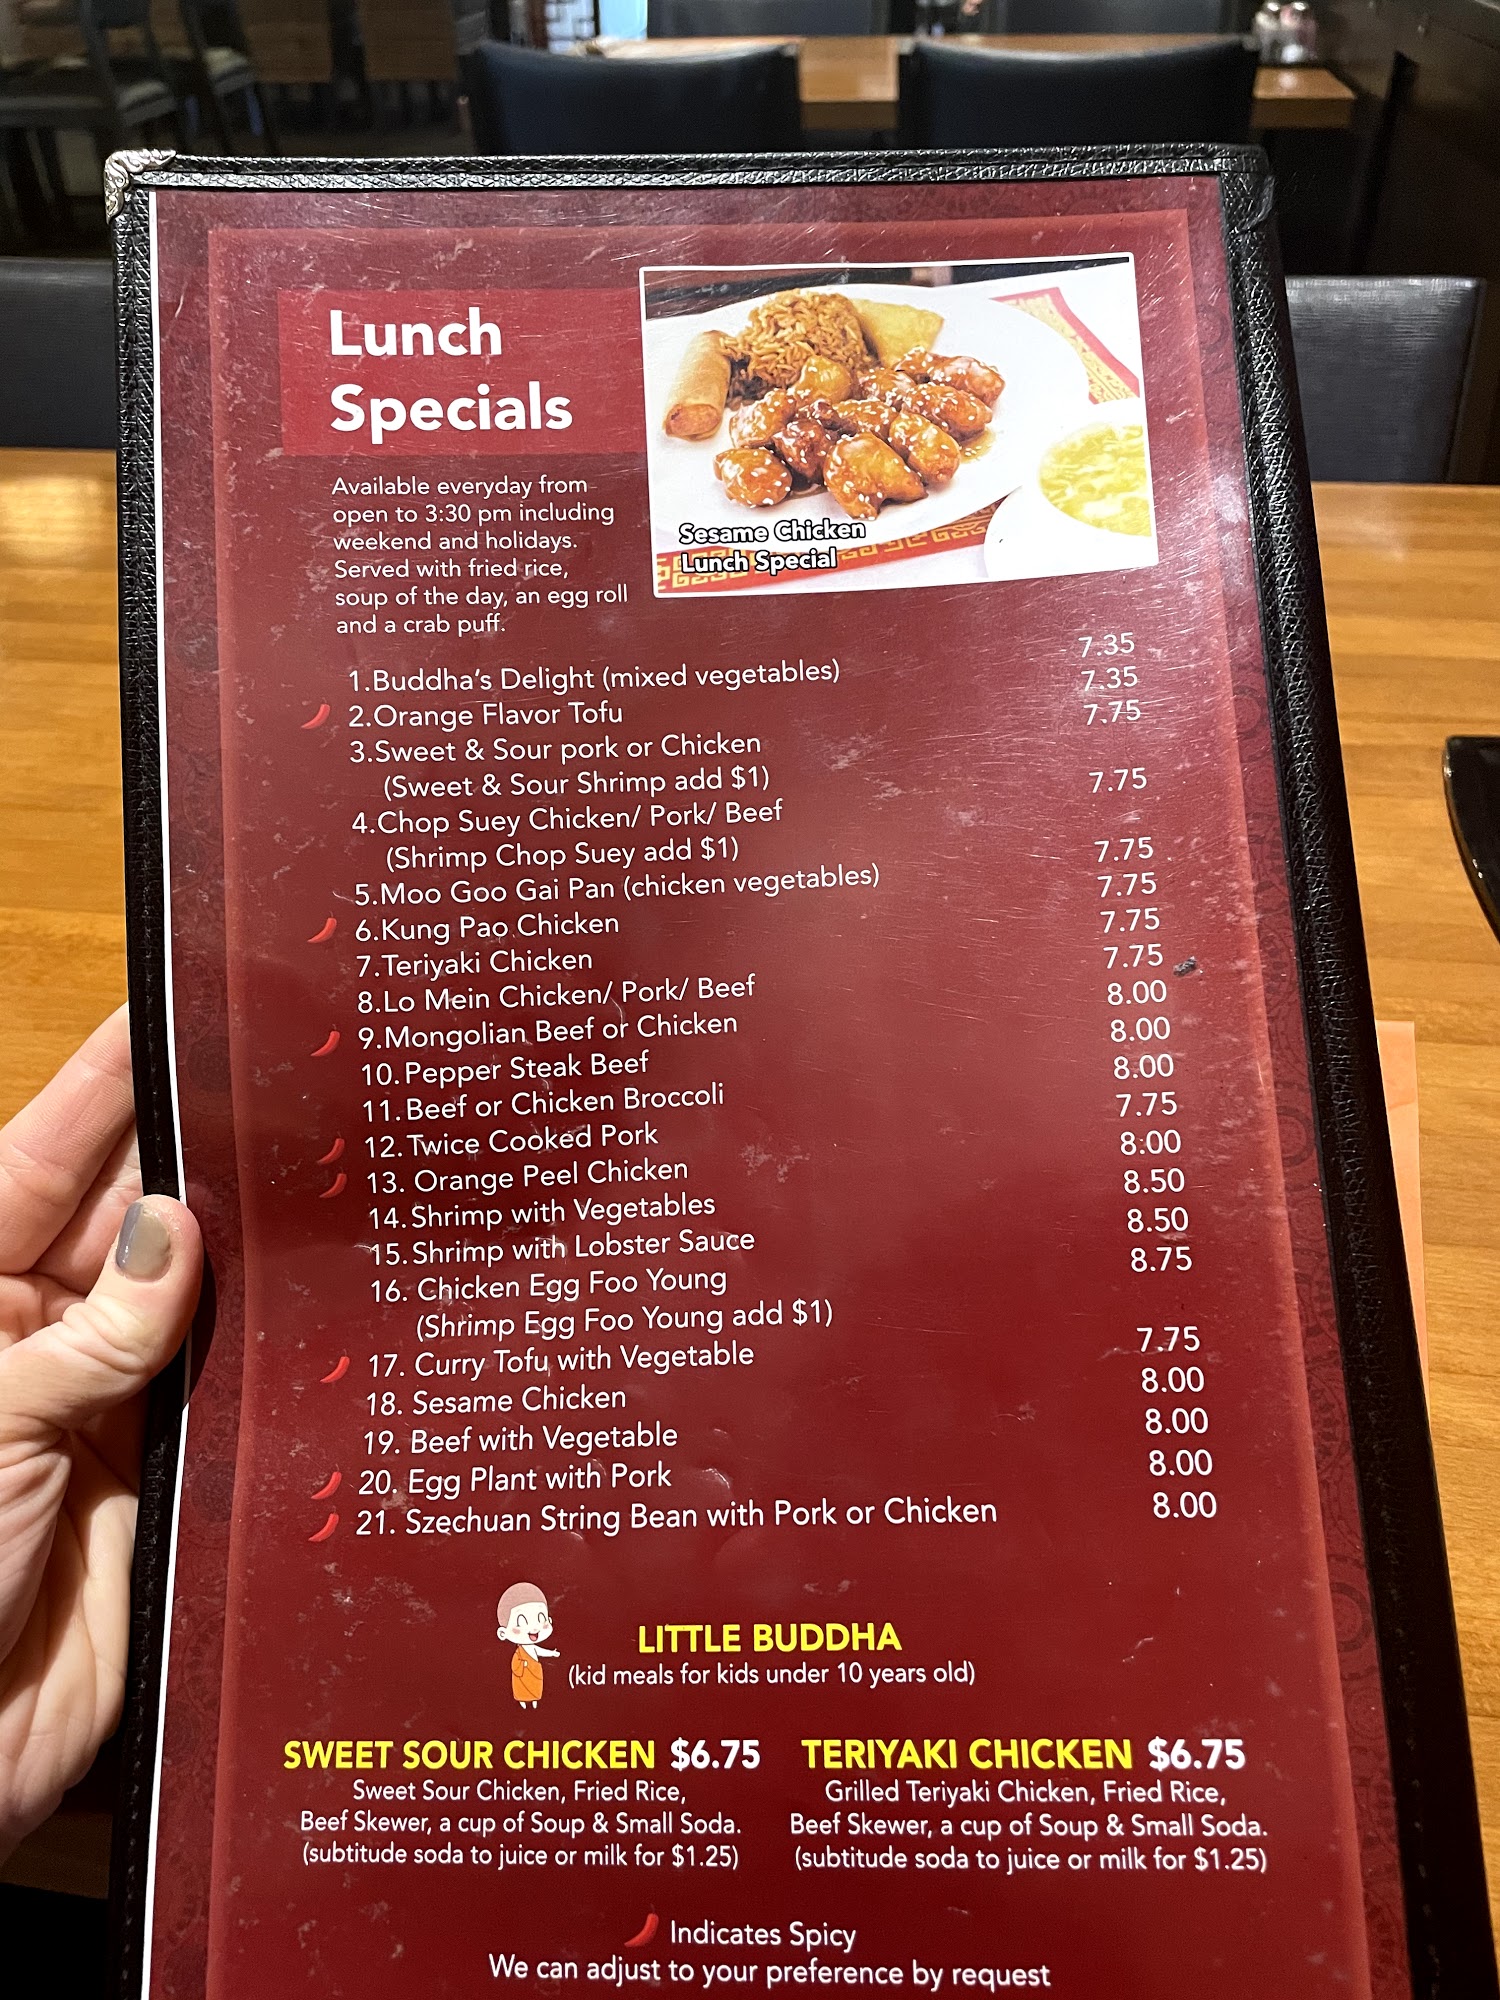 Lunch
Specials
Available everyday from
open to 3:30 pm including
weekend and holidays.
Served with fried rice,
soup of the day, an egg roll
and a crab puff.
Sesame Chicken
Lunch Special
1.Buddha's Delight (mixed vegetables) 7.35
2.Orange Flavor Tofu 7.35
3.Sweet & Sour pork or Chicken 7.75
(Sweet & Sour Shrimp add $1)
4.Chop Suey Chicken/ Pork/ Beef 7.75
(Shrimp Chop Suey add $1)
5.Moo Goo Gai Pan (chicken vegetables) 7.75
6.Kung Pao Chicken 7.75
7.Teriyaki Chicken 7.75
8.Lo Mein Chicken/ Pork/ Beef 7.75
9.Mongolian Beef or Chicken 8.00
10.Pepper Steak Beef 8.00
11.Beef or Chicken Broccoli 8.00
12.Twice Cooked Pork 7.75
13. Orange Peel Chicken 8.00
14.Shrimp with Vegetables 8.50
15.Shrimp with Lobster Sauce 8.50
16. Chicken Egg Foo Young 8.75
(Shrimp Egg Foo Young add $1)
17. Curry Tofu with Vegetable 7.75
18. Sesame Chicken 8.00
19. Beef with Vegetable 8.00
20. Egg Plant with Pork 8.00
21. Szechuan String Bean with Pork or Chicken 8.00
LITTLE BUDDHA
(kid meals for kids under 10 years old)
SWEET SOUR CHICKEN $6.75
Sweet Sour Chicken, Fried Rice,
Beef Skewer, a cup of Soup & Small Soda.
(subtitude soda to juice or milk for $1.25)
TERIYAKI CHICKEN $6.75
Grilled Teriyaki Chicken, Fried Rice,
Beef Skewer, a cup of Soup & Small Soda.
(subtitude soda to juice or milk for $1.25)
Indicates Spicy
We can adjust to your preference by request